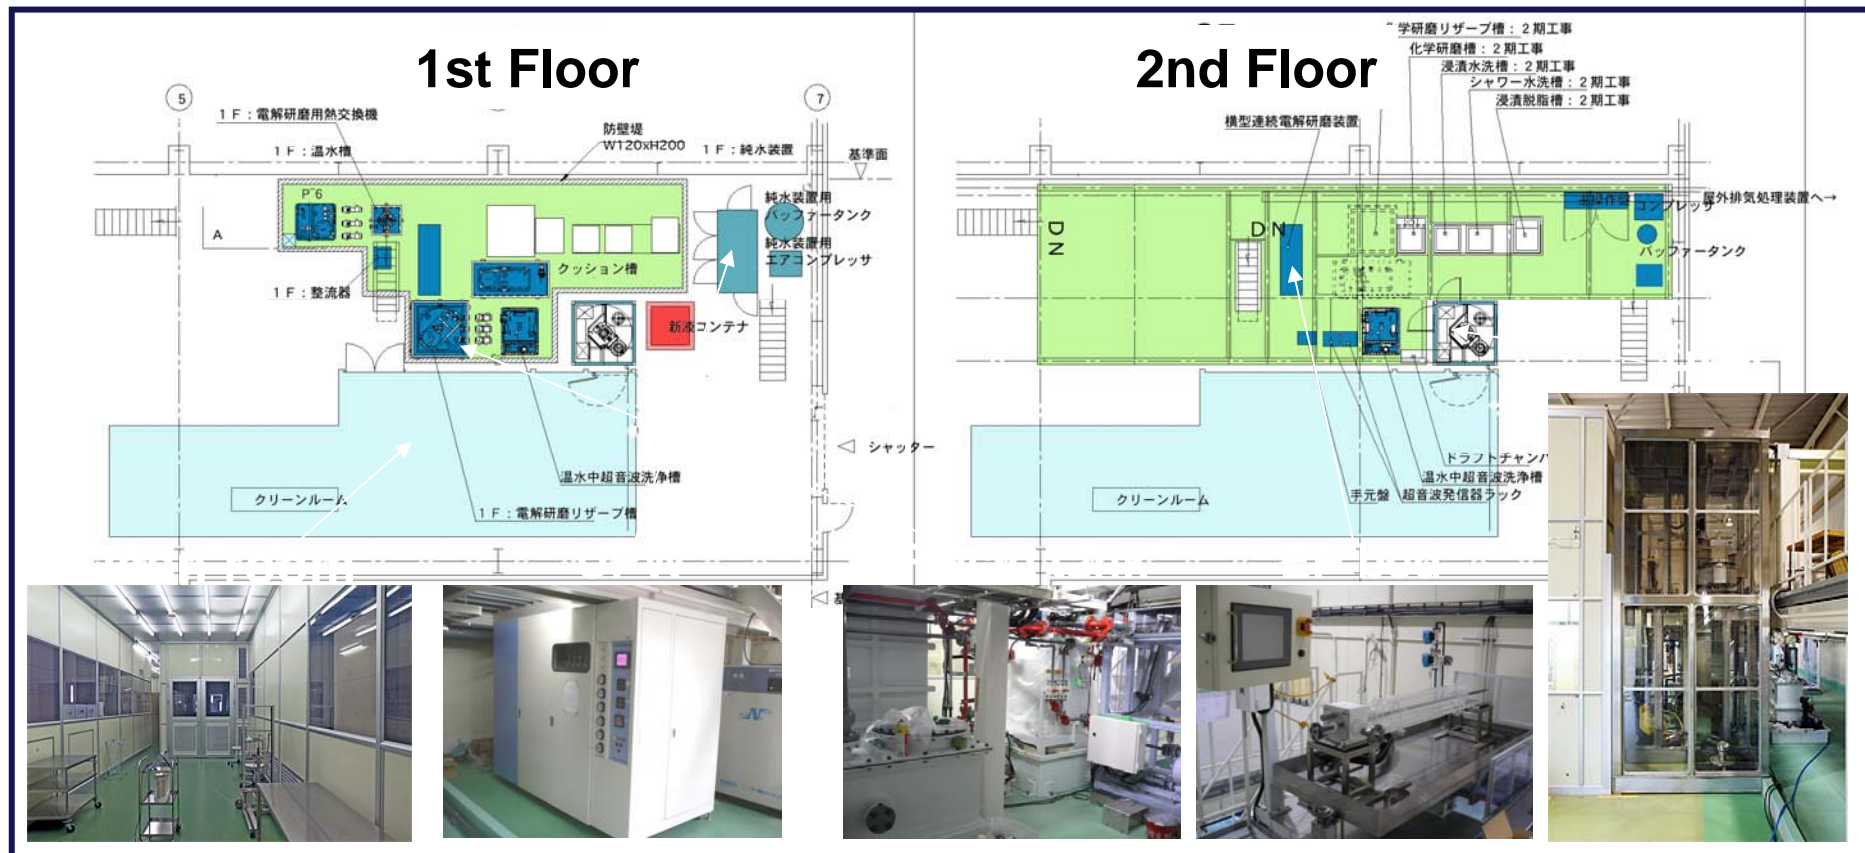 1st Floor
5
7
1F：電解研磨用熱交換機
1F：温水槽
防壁堤
W120xH200
1F：純水装置
基準面
P-6
A
純水装置用
バッファータンク
純水装置用
エアコンプレッサ
クッション槽
1F：整流器
新液コンテナ
シャッター
温水中超音波洗浄槽
クリーンルーム
1F：電解研磨リザーブ槽
2nd Floor
学研磨リザーブ槽：2期工事
化学研磨槽：2期工事
浸漬水洗槽：2期工事
シャワー水洗槽：2期工事
浸漬脱脂槽：2期工事
横型連続電解研磨装置
屋外排気処理装置へ→
コンプレッサ
DN
DN
バッファータンク
ドラフトチャンバ
温水中超音波洗浄槽
手元盤
超音波発信器ラック
クリーンルーム